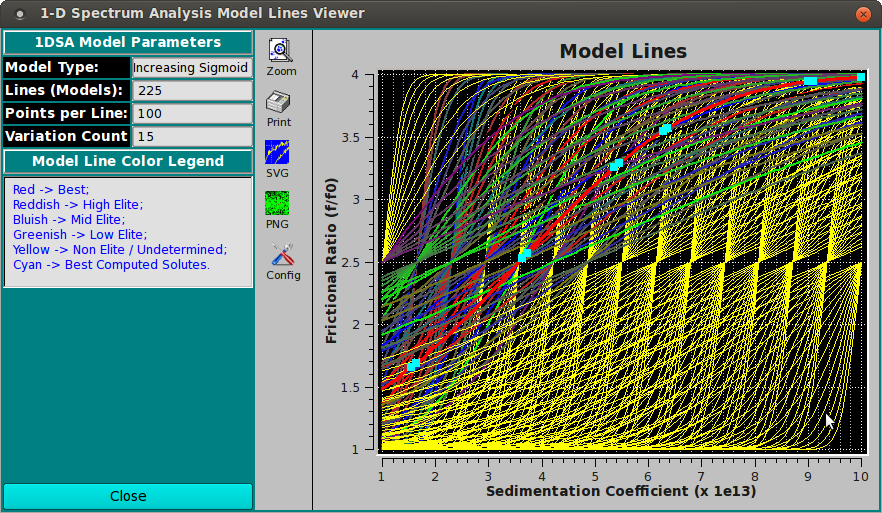 1-D Spectrum Analysis Model Lines Viewer
1DSA Model Parameters
Model Type: Increasing Sigmoid
Lines (Models): 225
Points per Line: 100
Variation Count 15
Model Line Color Legend
Red -> Best;
Reddish -> High Elite;
Bluish -> Mid Elite;
Greenish -> Low Elite;
Yellow -> Non Elite / Undetermined;
Cyan -> Best Computed Solutes.
Close
Zoom
Print
SVG
PNG
Config
Model Lines
Frictional Ratio (f/f0)
4
3.5
3
2.5
2
1.5
1
1 2 3 4 5 6 7 8 9 10
Sedimentation Coefficient (x 1e13)